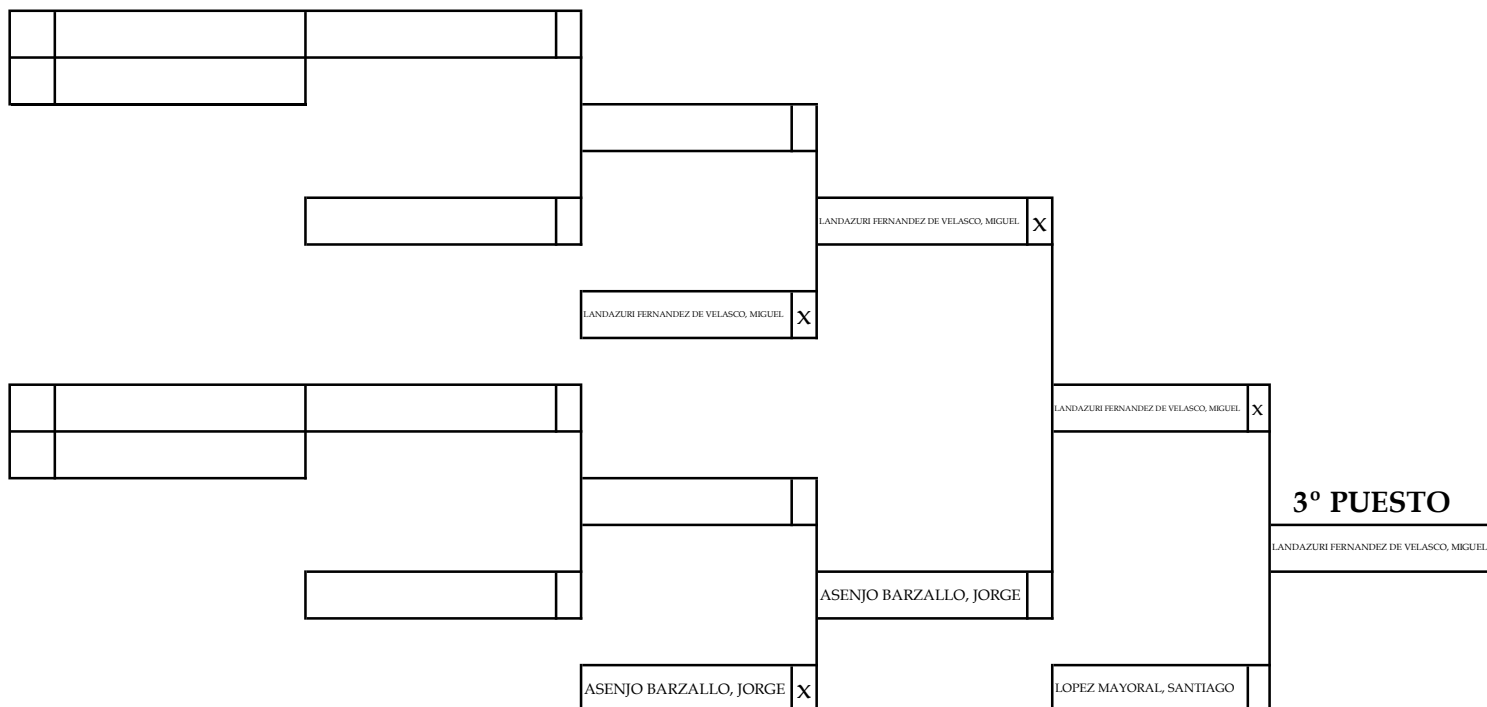 LANDAZURI FERNANDEZ DE VELASCO, MIGUEL X
LANDAZURI FERNANDEZ DE VELASCO, MIGUEL X
LANDAZURI FERNANDEZ DE VELASCO, MIGUEL X
3º PUESTO
LANDAZURI FERNANDEZ DE VELASCO, MIGUEL
ASENJO BARZALLO, JORGE
ASENJO BARZALLO, JORGE X
LOPEZ MAYORAL, SANTIAGO